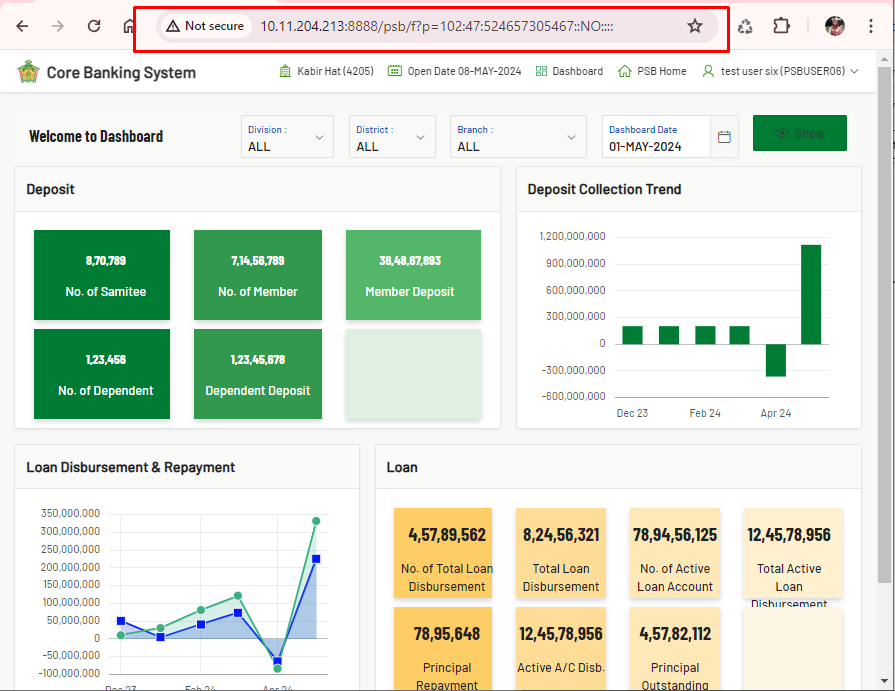 Not secure 10.11.204.213:8888/psb/f?p=102:47:524657305467::NO::::
Core Banking System Kabir Hat (4205) Open Date 08-MAY-2024 Dashboard PSB Home test user six (PSBUSER06)
Welcome to Dashboard
Division :
ALL
District :
ALL
Branch :
ALL
Dashboard Date
01-MAY-2024
Show
Deposit
8,70,789
No. of Samitee
7,14,56,789
No. of Member
36,48,87,893
Member Deposit
1,23,456
No. of Dependent
1,23,45,678
Dependent Deposit
Deposit Collection Trend
1,200,000,000
900,000,000
600,000,000
300,000,000
0
-300,000,000
-600,000,000
Dec 23 Feb 24 Apr 24
Loan Disbursement & Repayment
350,000,000
300,000,000
250,000,000
200,000,000
150,000,000
100,000,000
50,000,000
0
-50,000,000
-100,000,000
Dec 23 Feb 24 Apr 24
Loan
4,57,89,562
No. of Total Loan
Disbursement
8,24,56,321
Total Loan
Disbursement
78,94,56,125
No. of Active
Loan Account
12,45,78,956
Total Active
Loan
Disbursement
78,95,648
Principal
Repayment
12,45,78,956
Active A/C Disb.
4,57,82,112
Principal
Outstanding